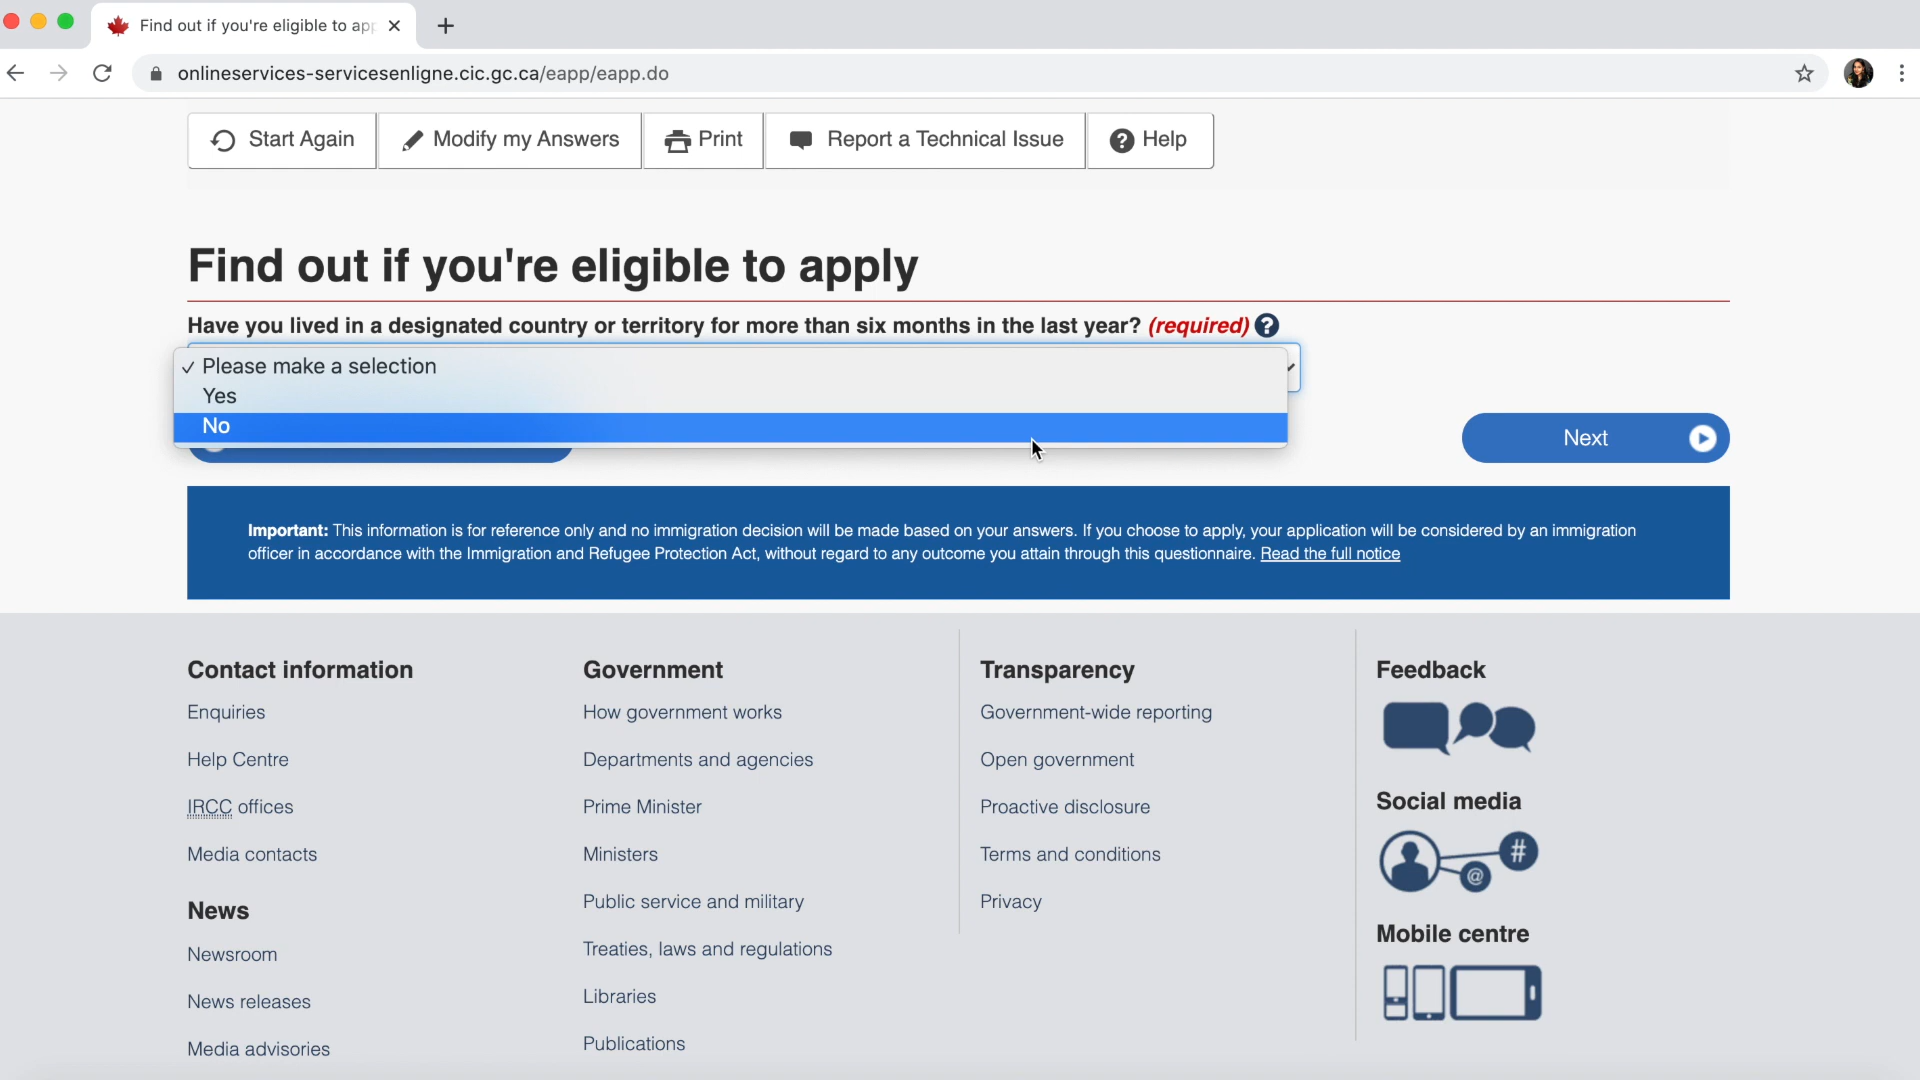 Find out if you're eligible to app
onlineservices-servicesenligne.cic.gc.ca/eapp/eapp.do
Start Again
Modify my Answers
Print
Report a Technical Issue
Help
Find out if you're eligible to apply
Have you lived in a designated country or territory for more than six months in the last year? (required)
✓ Please make a selection
Yes
No
Next
Important: This information is for reference only and no immigration decision will be made based on your answers. If you choose to apply, your application will be considered by an immigration
officer in accordance with the Immigration and Refugee Protection Act, without regard to any outcome you attain through this questionnaire. Read the full notice
Contact information
Enquiries
Help Centre
IRCC offices
Media contacts
News
Newsroom
News releases
Media advisories
Government
How government works
Departments and agencies
Prime Minister
Ministers
Public service and military
Treaties, laws and regulations
Libraries
Publications
Transparency
Government-wide reporting
Open government
Proactive disclosure
Terms and conditions
Privacy
Feedback
Social media
# @
Mobile centre